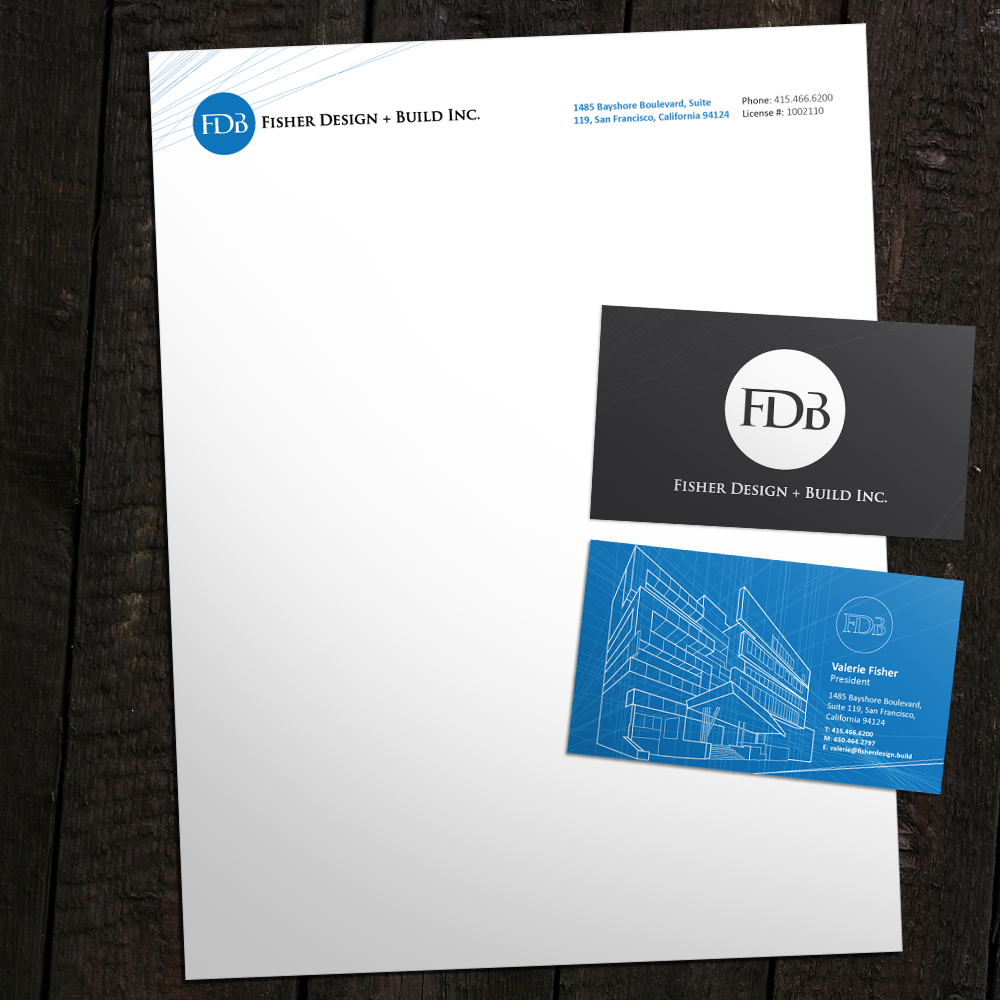 FDB
FISHER DESIGN + BUILD INC.
1485 Bayshore Boulevard, Suite
119, San Francisco, California 94124
Phone: 415.466.6200
License #: 1002110
FDB
FISHER DESIGN + BUILD INC.
FDB
Valerie Fisher
President
1485 Bayshore Boulevard,
Suite 119, San Francisco,
California 94124
T: 415.466.6200
M: 650.464.2797
E: valerie@fisherdesign.build